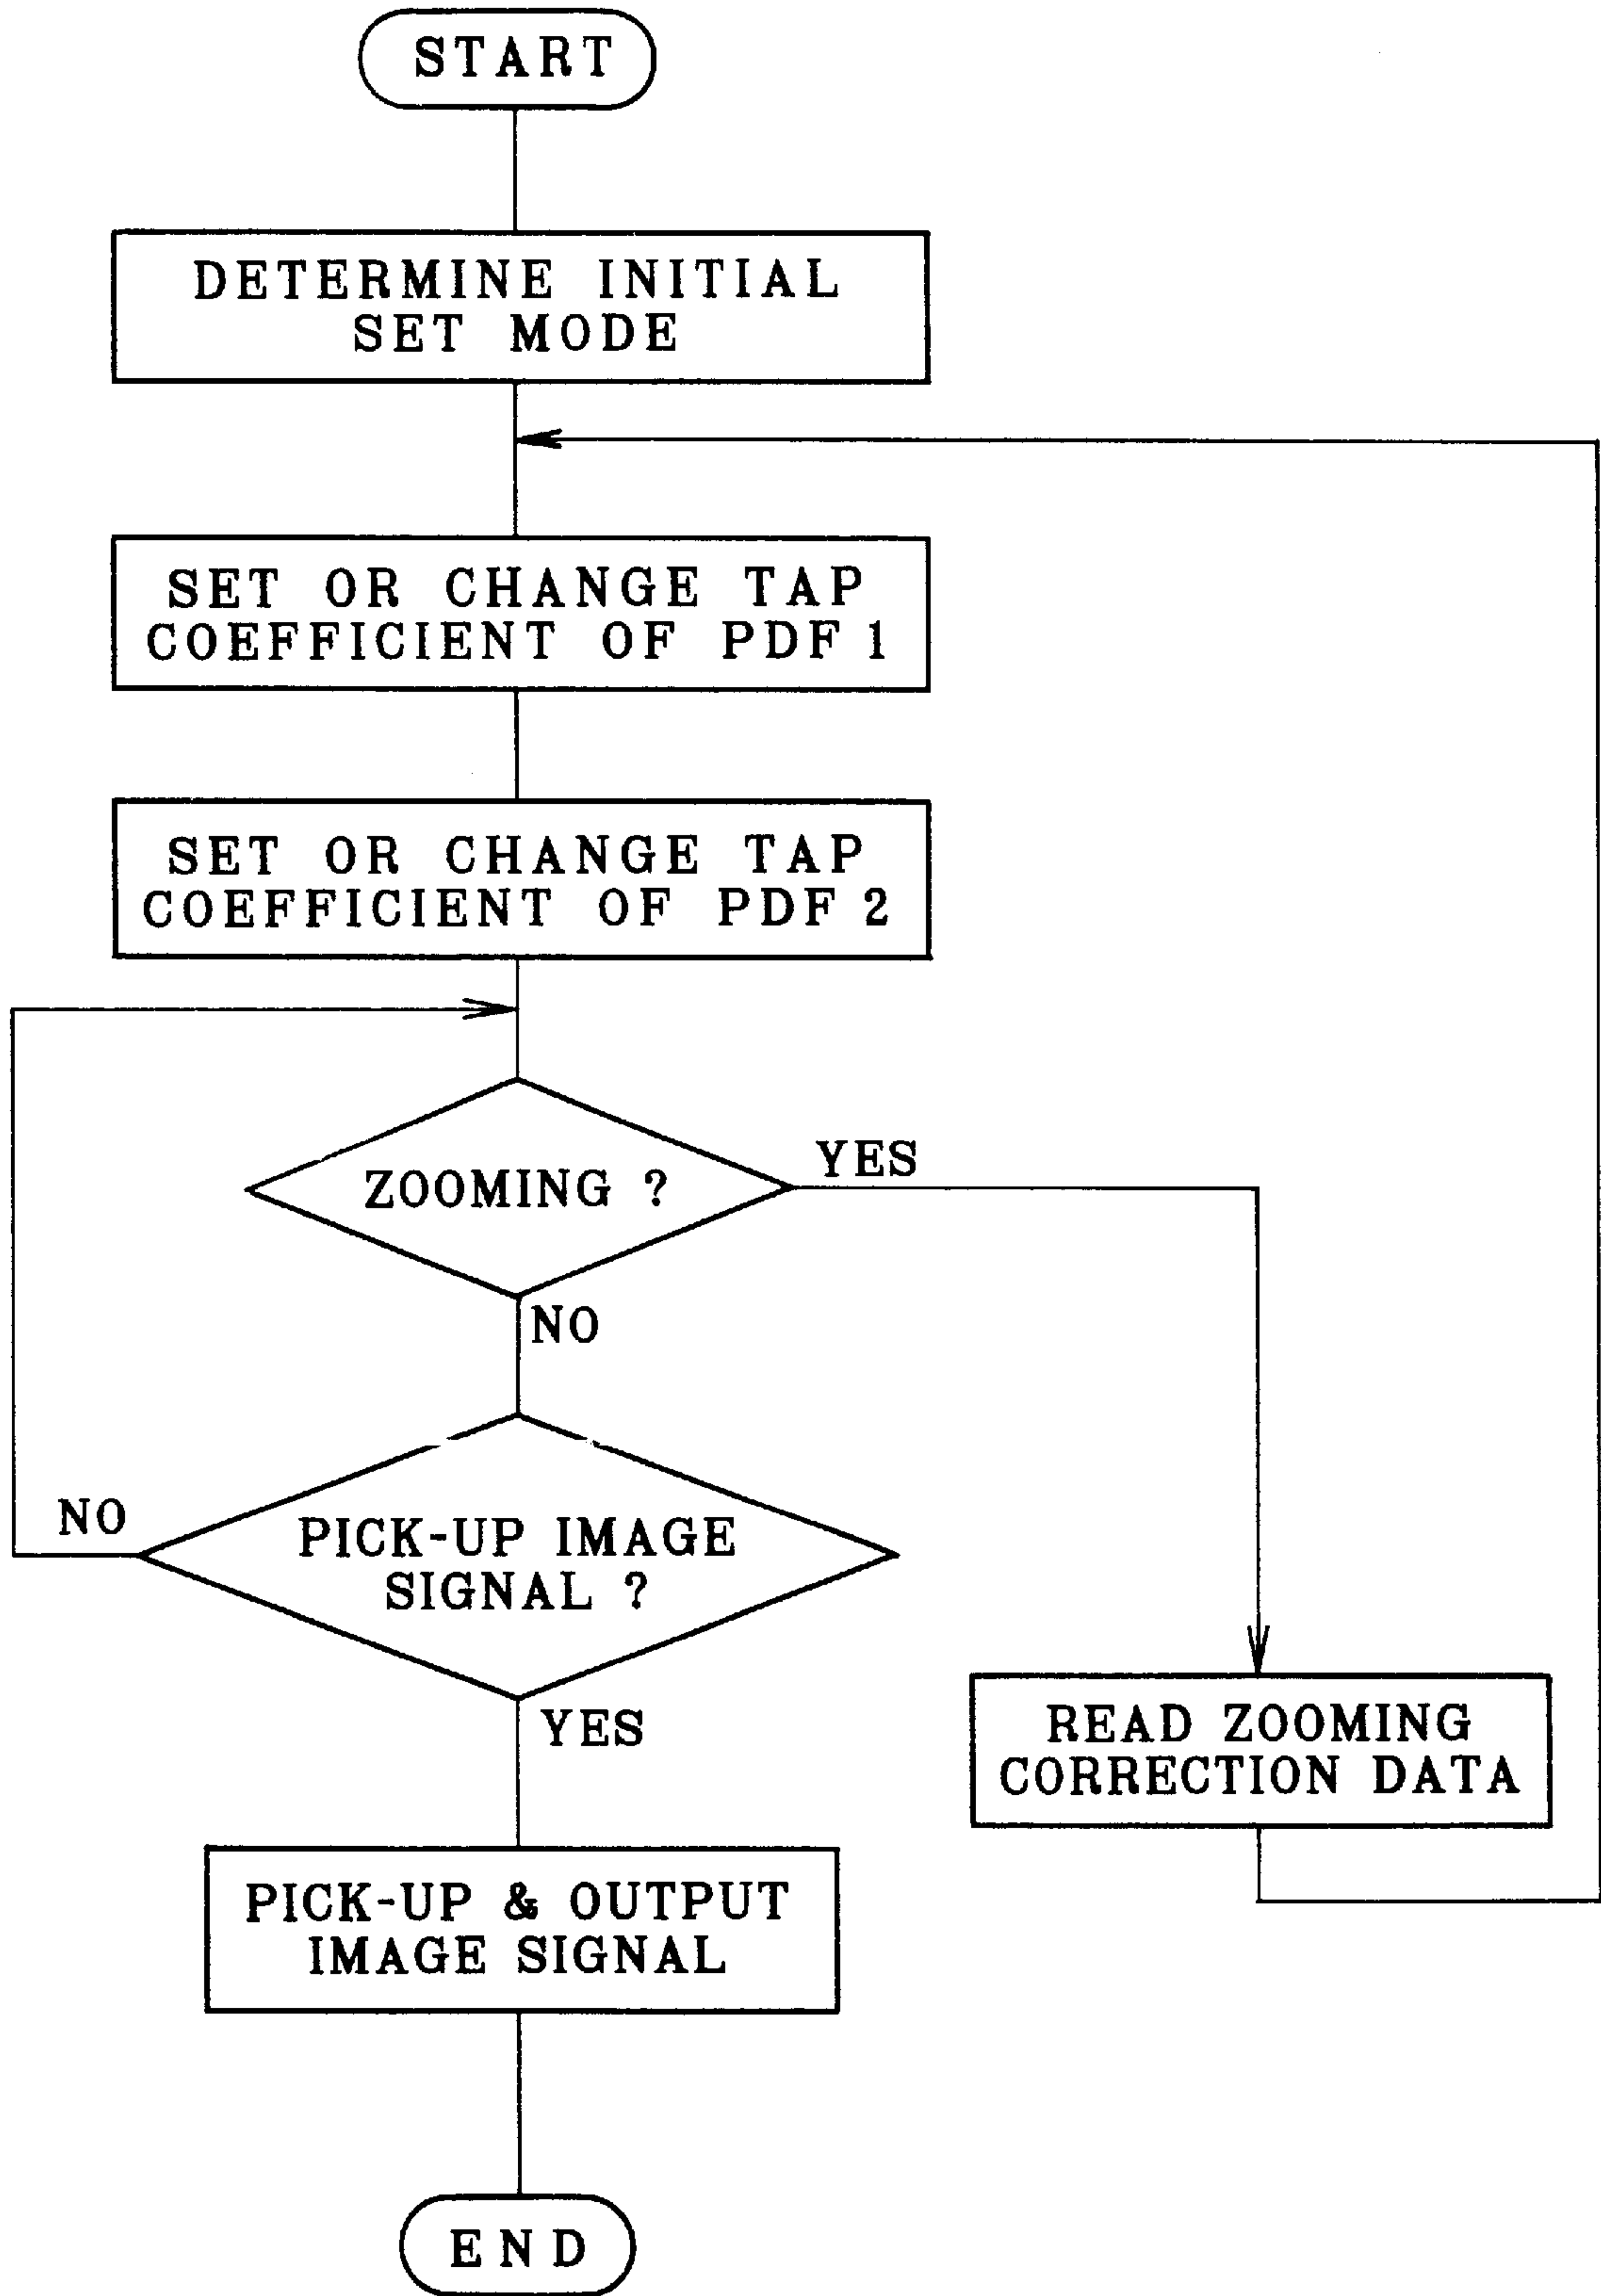 START
DETERMINE INITIAL
SET MODE
SET OR CHANGE TAP
COEFFICIENT OF PDF 1
SET OR CHANGE TAP
COEFFICIENT OF PDF 2
ZOOMING ?
YES
NO
PICK-UP IMAGE
SIGNAL ?
NO
YES
READ ZOOMING
CORRECTION DATA
PICK-UP & OUTPUT
IMAGE SIGNAL
END